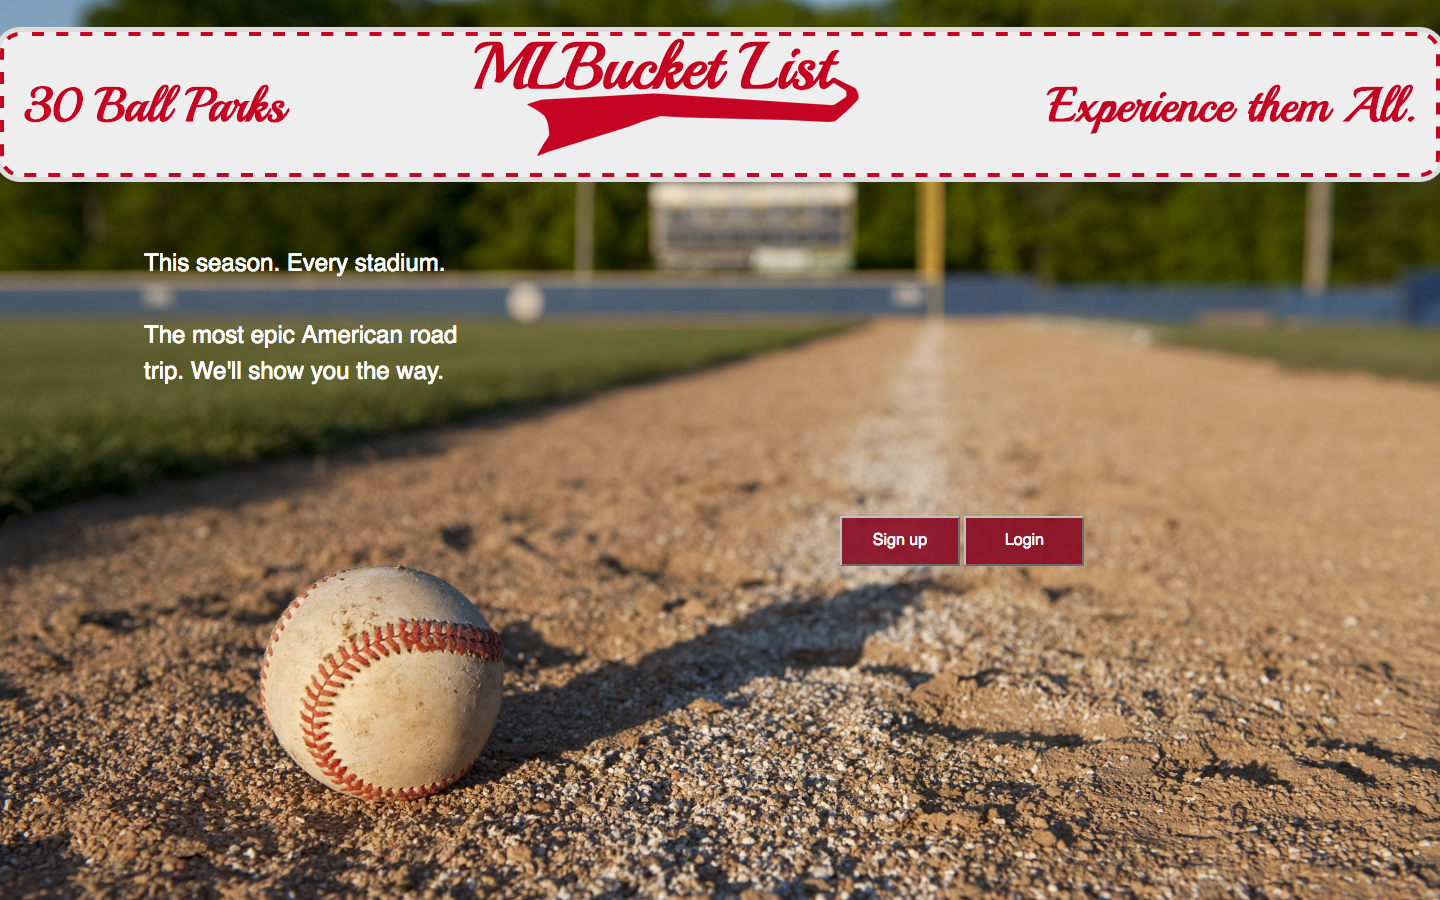 MLBucket List
30 Ball Parks
Experience them All.
This season. Every stadium.
The most epic American road
trip. We'll show you the way.
Sign up
Login